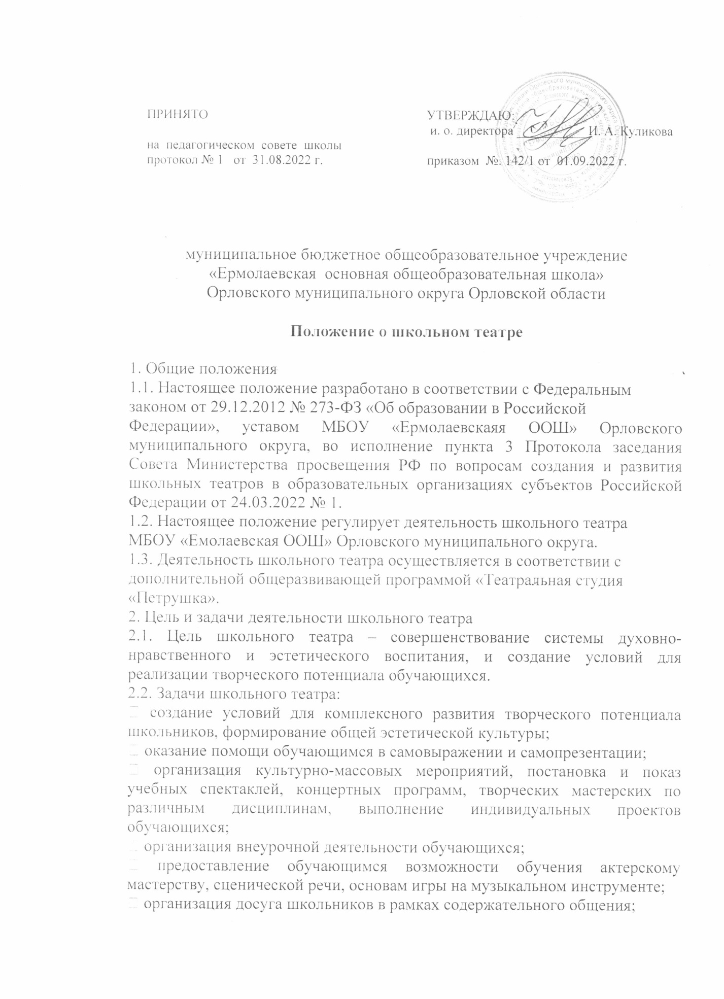 ПРИНЯТО
на педагогическом совете школы
протокол № 1 от 31.08.2022 г.
УТВЕРЖДАЮ:
и. о. директора И. А. Куликова
приказом №. 142/1 от 01.09.2022 г.
муниципальное бюджетное общеобразовательное учреждение
«Ермолаевская основная общеобразовательная школа»
Орловского муниципального округа Орловской области
Положение о школьном театре
1. Общие положения
1.1. Настоящее положение разработано в соответствии с Федеральным
законом от 29.12.2012 № 273-ФЗ «Об образовании в Российской
Федерации», уставом МБОУ «Ермолаевскаяя ООШ» Орловского
муниципального округа, во исполнение пункта 3 Протокола заседания
Совета Министерства просвещения РФ по вопросам создания и развития
школьных театров в образовательных организациях субъектов Российской
Федерации от 24.03.2022 № 1.
1.2. Настоящее положение регулирует деятельность школьного театра
МБОУ «Емолаевская ООШ» Орловского муниципального округа.
1.3. Деятельность школьного театра осуществляется в соответствии с
дополнительной общеразвивающей программой «Театральная студия
«Петрушка».
2. Цель и задачи деятельности школьного театра
2.1. Цель школьного театра – совершенствование системы духовно-
нравственного и эстетического воспитания, и создание условий для
реализации творческого потенциала обучающихся.
2.2. Задачи школьного театра:
создание условий для комплексного развития творческого потенциала
школьников, формирование общей эстетической культуры;
оказание помощи обучающимся в самовыражении и самопрезентации;
организация культурно-массовых мероприятий, постановка и показ
учебных спектаклей, концертных программ, творческих мастерских по
различным дисциплинам, выполнение индивидуальных проектов
обучающихся;
организация внеурочной деятельности обучающихся;
предоставление обучающимся возможности обучения актерскому
мастерству, сценической речи, основам игры на музыкальном инструменте;
организация досуга школьников в рамках содержательного общения;